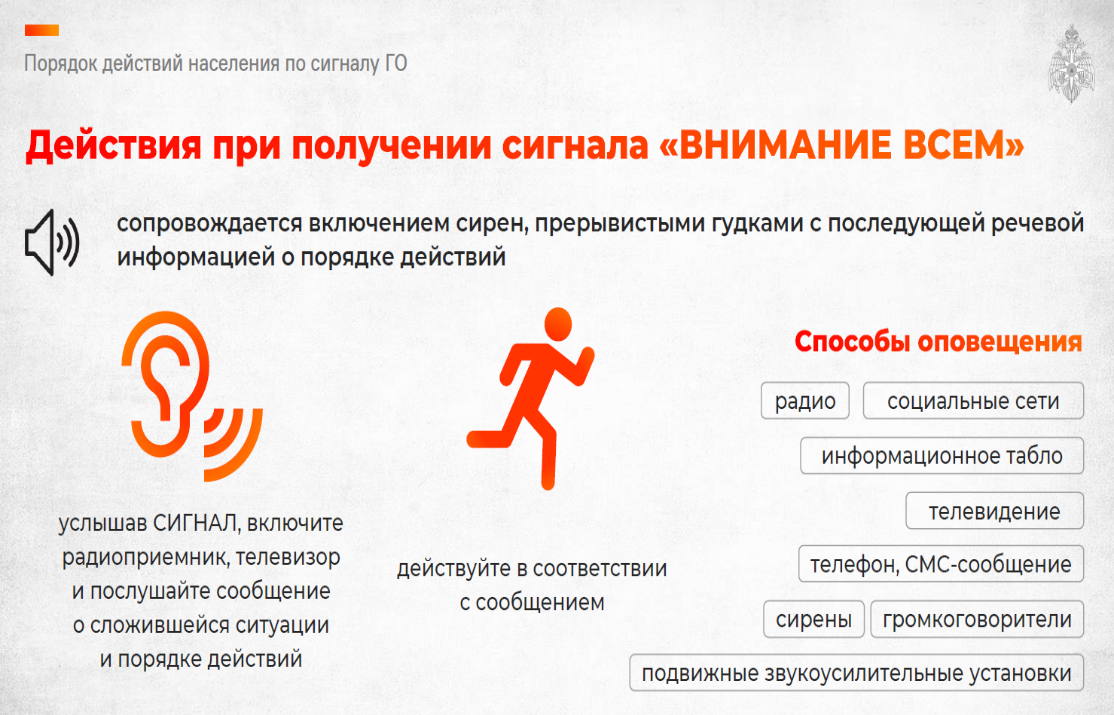 Порядок действий населения по сигналу ГО
Действия при получении сигнала «ВНИМАНИЕ ВСЕМ»
сопровождается включением сирен, прерывистыми гудками с последующей речевой
информацией о порядке действий
услышав СИГНАЛ, включите
радиоприемник, телевизор
и послушайте сообщение
о сложившейся ситуации
и порядке действий
действуйте в соответствии
с сообщением
Способы оповещения
радио
социальные сети
информационное табло
телевидение
телефон, СМС-сообщение
сирены
громкоговорители
подвижные звукоусилительные установки